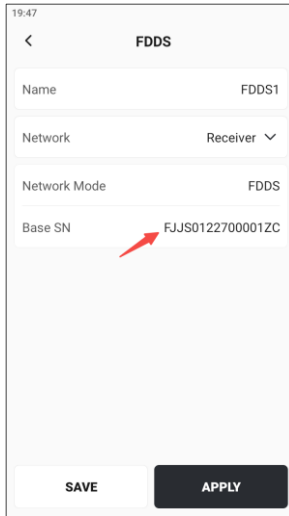 19:47
FDDS
Name FDDS1
Network Receiver
Network Mode FDDS
Base SN FJJS0122700001ZC
SAVE APPLY